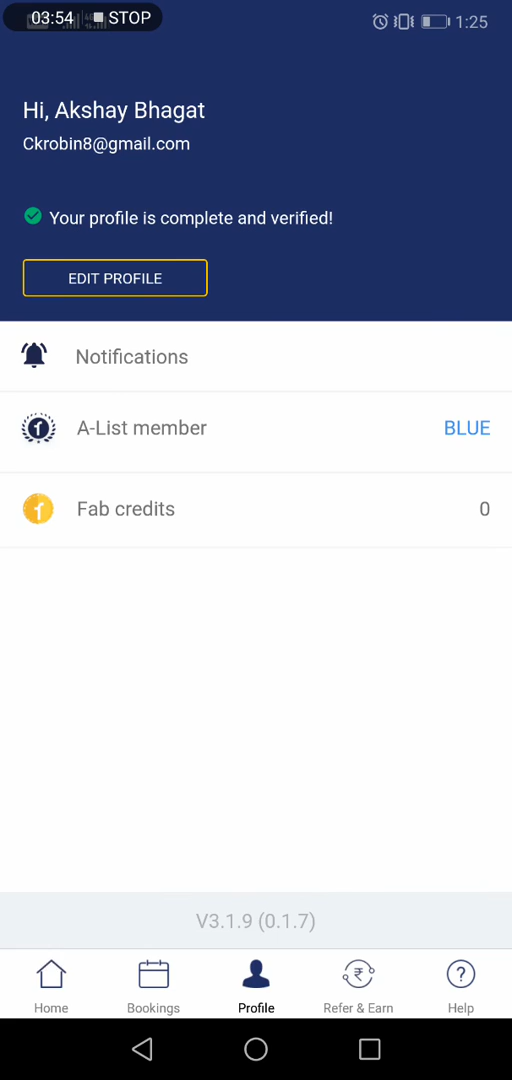 03:54 STOP 1:25
Hi, Akshay Bhagat
Ckrobin8@gmail.com
Your profile is complete and verified!
EDIT PROFILE
Notifications
A-List member BLUE
Fab credits 0
V3.1.9 (0.1.7)
Home Bookings Profile Refer & Earn Help